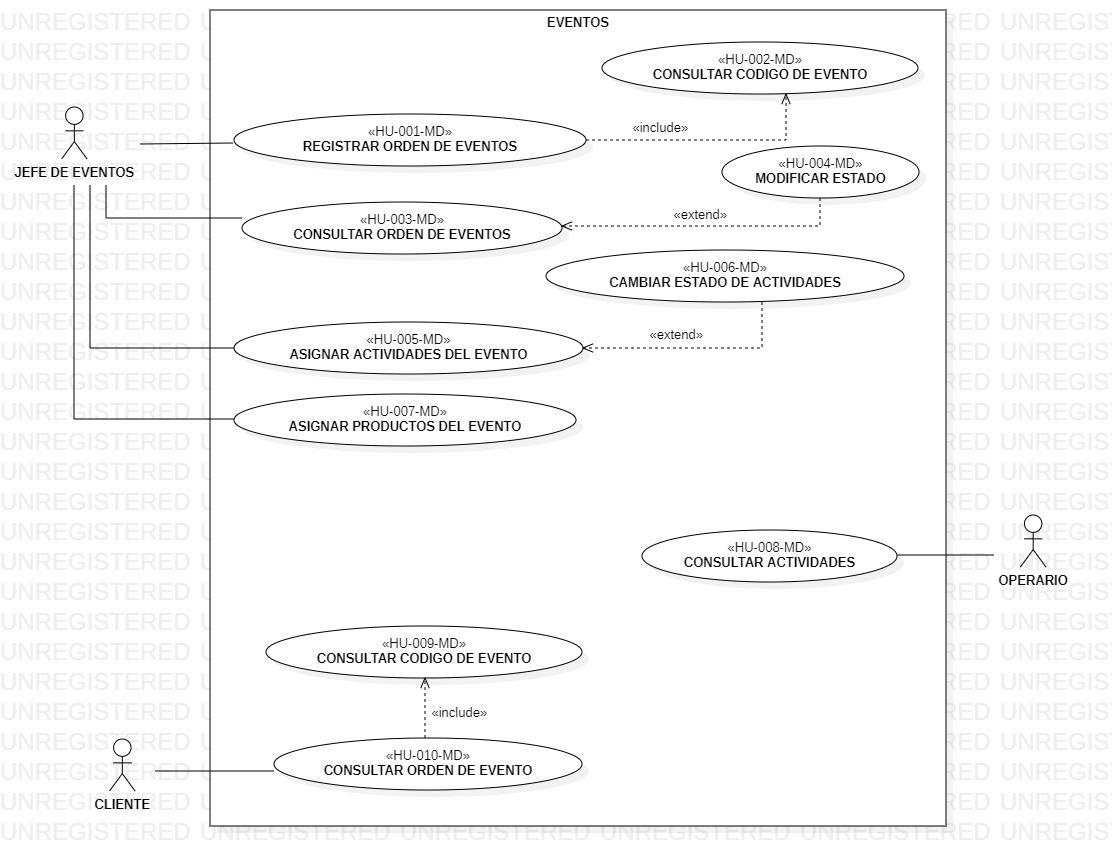 EVENTOS
«HU-002-MD»
CONSULTAR CODIGO DE EVENTO
«HU-001-MD»
REGISTRAR ORDEN DE EVENTOS
«include»
JEFE DE EVENTOS
«HU-004-MD»
MODIFICAR ESTADO
«HU-003-MD»
CONSULTAR ORDEN DE EVENTOS
«extend»
«HU-006-MD»
CAMBIAR ESTADO DE ACTIVIDADES
«extend»
«HU-005-MD»
ASIGNAR ACTIVIDADES DEL EVENTO
«HU-007-MD»
ASIGNAR PRODUCTOS DEL EVENTO
«HU-008-MD»
CONSULTAR ACTIVIDADES
OPERARIO
«HU-009-MD»
CONSULTAR CODIGO DE EVENTO
«include»
«HU-010-MD»
CONSULTAR ORDEN DE EVENTO
CLIENTE
UNREGISTERED UNREGISTERED UNREGISTERED UNREGISTERED UNREGISTERED UNREGIS